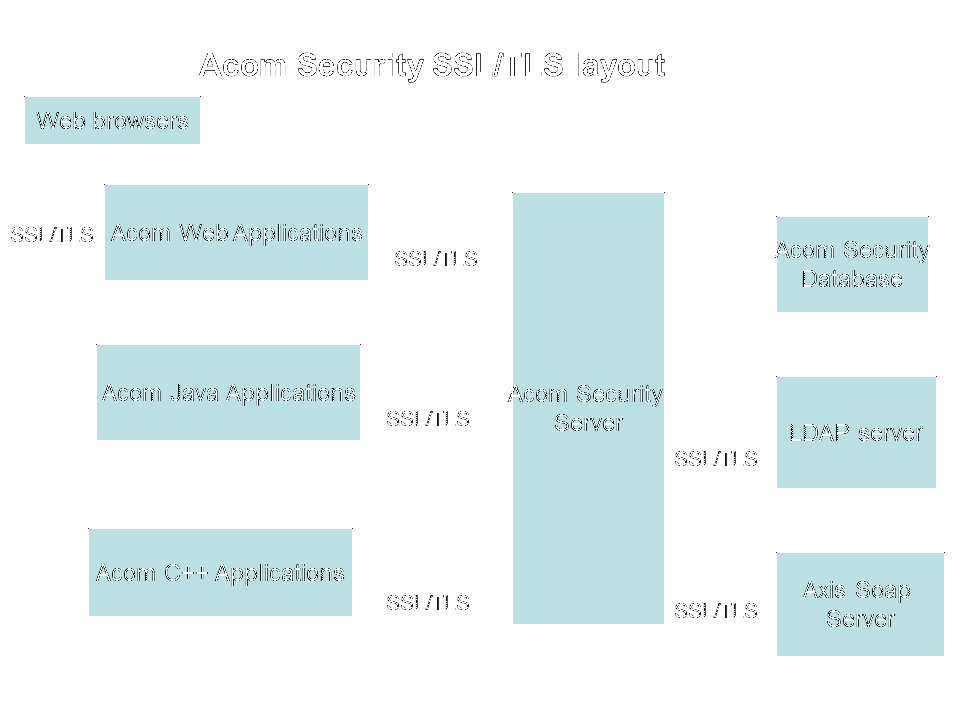 Acom Security SSL/TLS layout
Web browsers
SSL/TLS
Acom Web Applications
SSL/TLS
Acom Security
Database
Acom Java Applications
SSL/TLS
Acom Security
Server
LDAP server
SSL/TLS
Acom C++ Applications
SSL/TLS
SSL/TLS
Axis Soap
Server